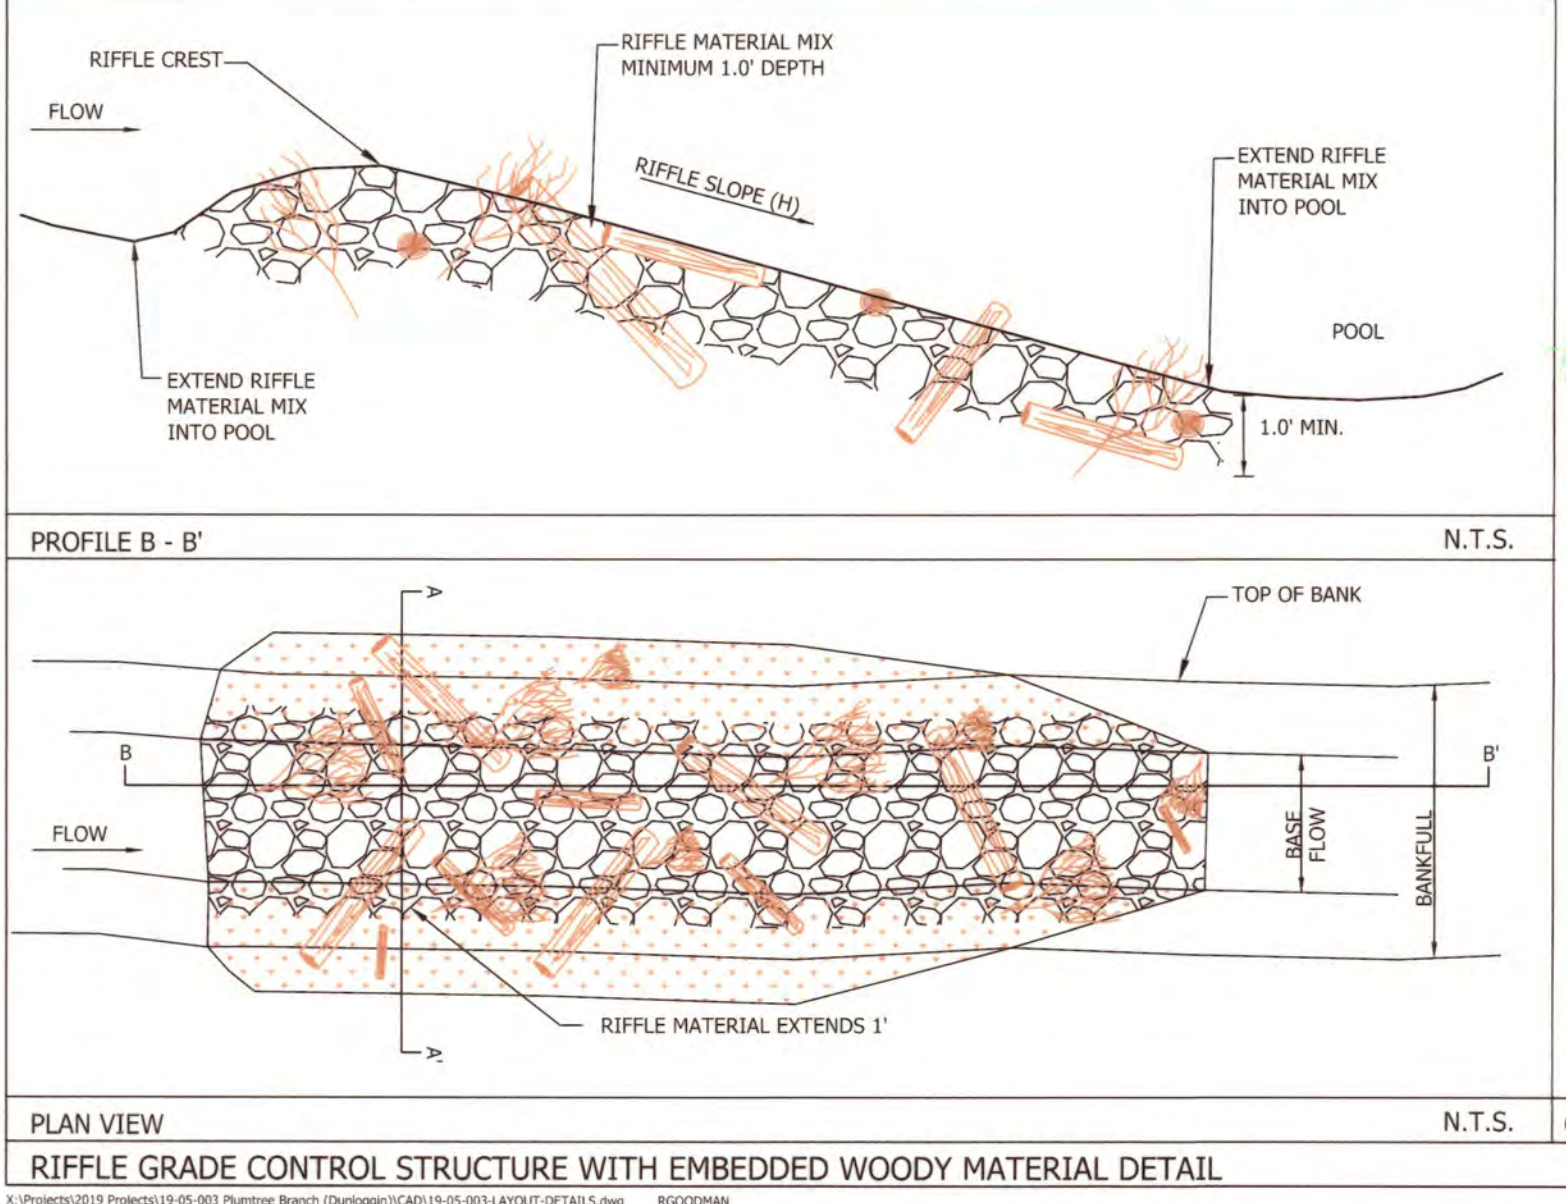 RIFFLE CREST
FLOW
RIFFLE MATERIAL MIX
MINIMUM 1.0' DEPTH
RIFFLE SLOPE (H)
EXTEND RIFFLE
MATERIAL MIX
INTO POOL
POOL
EXTEND RIFFLE
MATERIAL MIX
INTO POOL
1.0' MIN.
PROFILE B - B'
N.T.S.
A
TOP OF BANK
B
B'
FLOW
BASE
FLOW
BANKFULL
RIFFLE MATERIAL EXTENDS 1'
A'
PLAN VIEW
N.T.S.
RIFFLE GRADE CONTROL STRUCTURE WITH EMBEDDED WOODY MATERIAL DETAIL
X:\Projects\2019 Projects\19-05-003 Plumtree Branch (Dunloggin)\CAD\19-05-003-LAYOUT-DETAILS.dwg RGOODMAN